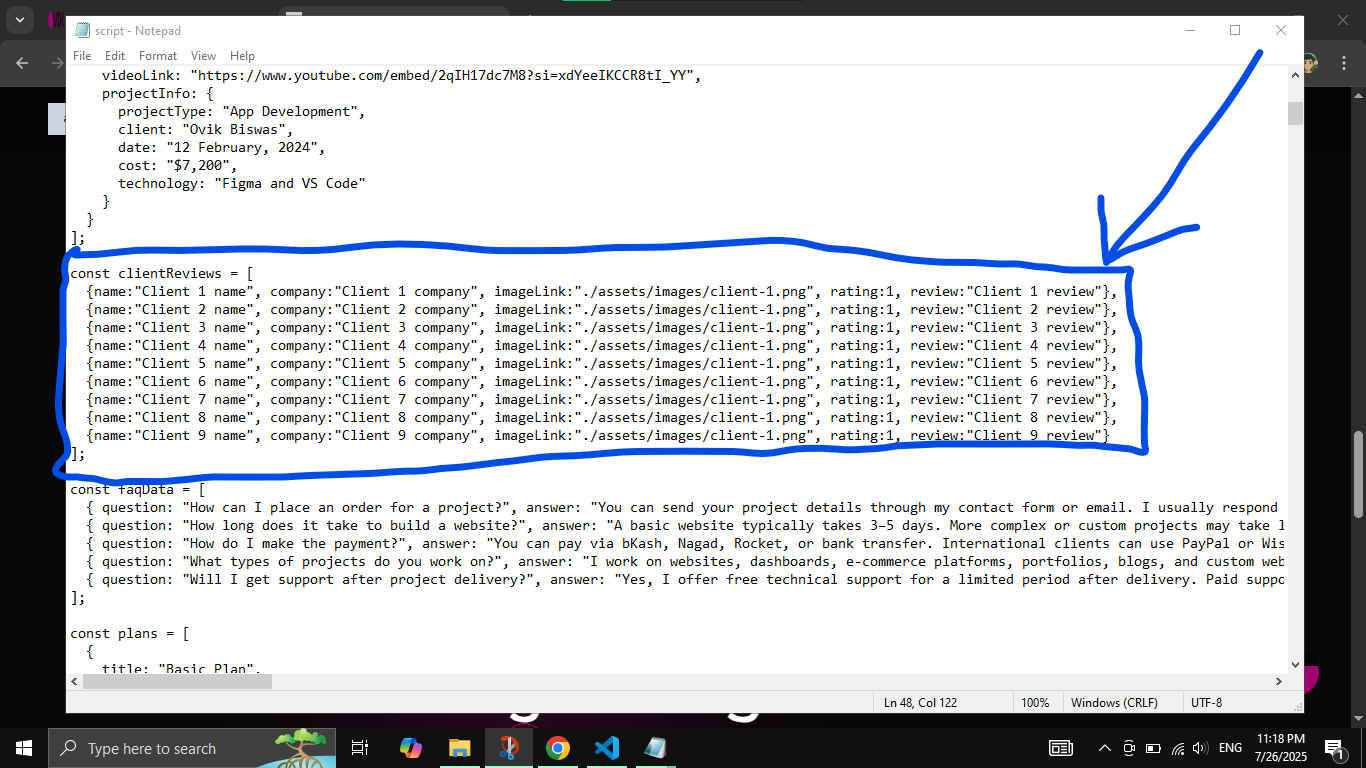 script - Notepad
File Edit Format View Help
videoLink: "https://www.youtube.com/embed/2qIH17dc7M8?si=xdYeeIKCCR8tI_YY",
projectInfo: {
projectType: "App Development",
client: "Ovik Biswas",
date: "12 February, 2024",
cost: "$7,200",
technology: "Figma and VS Code"
}
}
];
const clientReviews = [
{name:"Client 1 name", company:"Client 1 company", imageLink:"./assets/images/client-1.png", rating:1, review:"Client 1 review"},
{name:"Client 2 name", company:"Client 2 company", imageLink:"./assets/images/client-1.png", rating:1, review:"Client 2 review"},
{name:"Client 3 name", company:"Client 3 company", imageLink:"./assets/images/client-1.png", rating:1, review:"Client 3 review"},
{name:"Client 4 name", company:"Client 4 company", imageLink:"./assets/images/client-1.png", rating:1, review:"Client 4 review"},
{name:"Client 5 name", company:"Client 5 company", imageLink:"./assets/images/client-1.png", rating:1, review:"Client 5 review"},
{name:"Client 6 name", company:"Client 6 company", imageLink:"./assets/images/client-1.png", rating:1, review:"Client 6 review"},
{name:"Client 7 name", company:"Client 7 company", imageLink:"./assets/images/client-1.png", rating:1, review:"Client 7 review"},
{name:"Client 8 name", company:"Client 8 company", imageLink:"./assets/images/client-1.png", rating:1, review:"Client 8 review"},
{name:"Client 9 name", company:"Client 9 company", imageLink:"./assets/images/client-1.png", rating:1, review:"Client 9 review"}
];
const faqData = [
{ question: "How can I place an order for a project?", answer: "You can send your project details through my contact form or email. I usually respond
{ question: "How long does it take to build a website?", answer: "A basic website typically takes 3–5 days. More complex or custom projects may take
{ question: "How do I make the payment?", answer: "You can pay via bKash, Nagad, Rocket, or bank transfer. International clients can use PayPal or
{ question: "What types of projects do you work on?", answer: "I work on websites, dashboards, e-commerce platforms, portfolios, blogs, and custom
{ question: "Will I get support after project delivery?", answer: "Yes, I offer free technical support for a limited period after delivery. Paid
];
const plans = [
{
title: "Basic Plan",
Ln 48, Col 122 100% Windows (CRLF) UTF-8
Type here to search
ENG
11:18 PM
7/26/2025
1